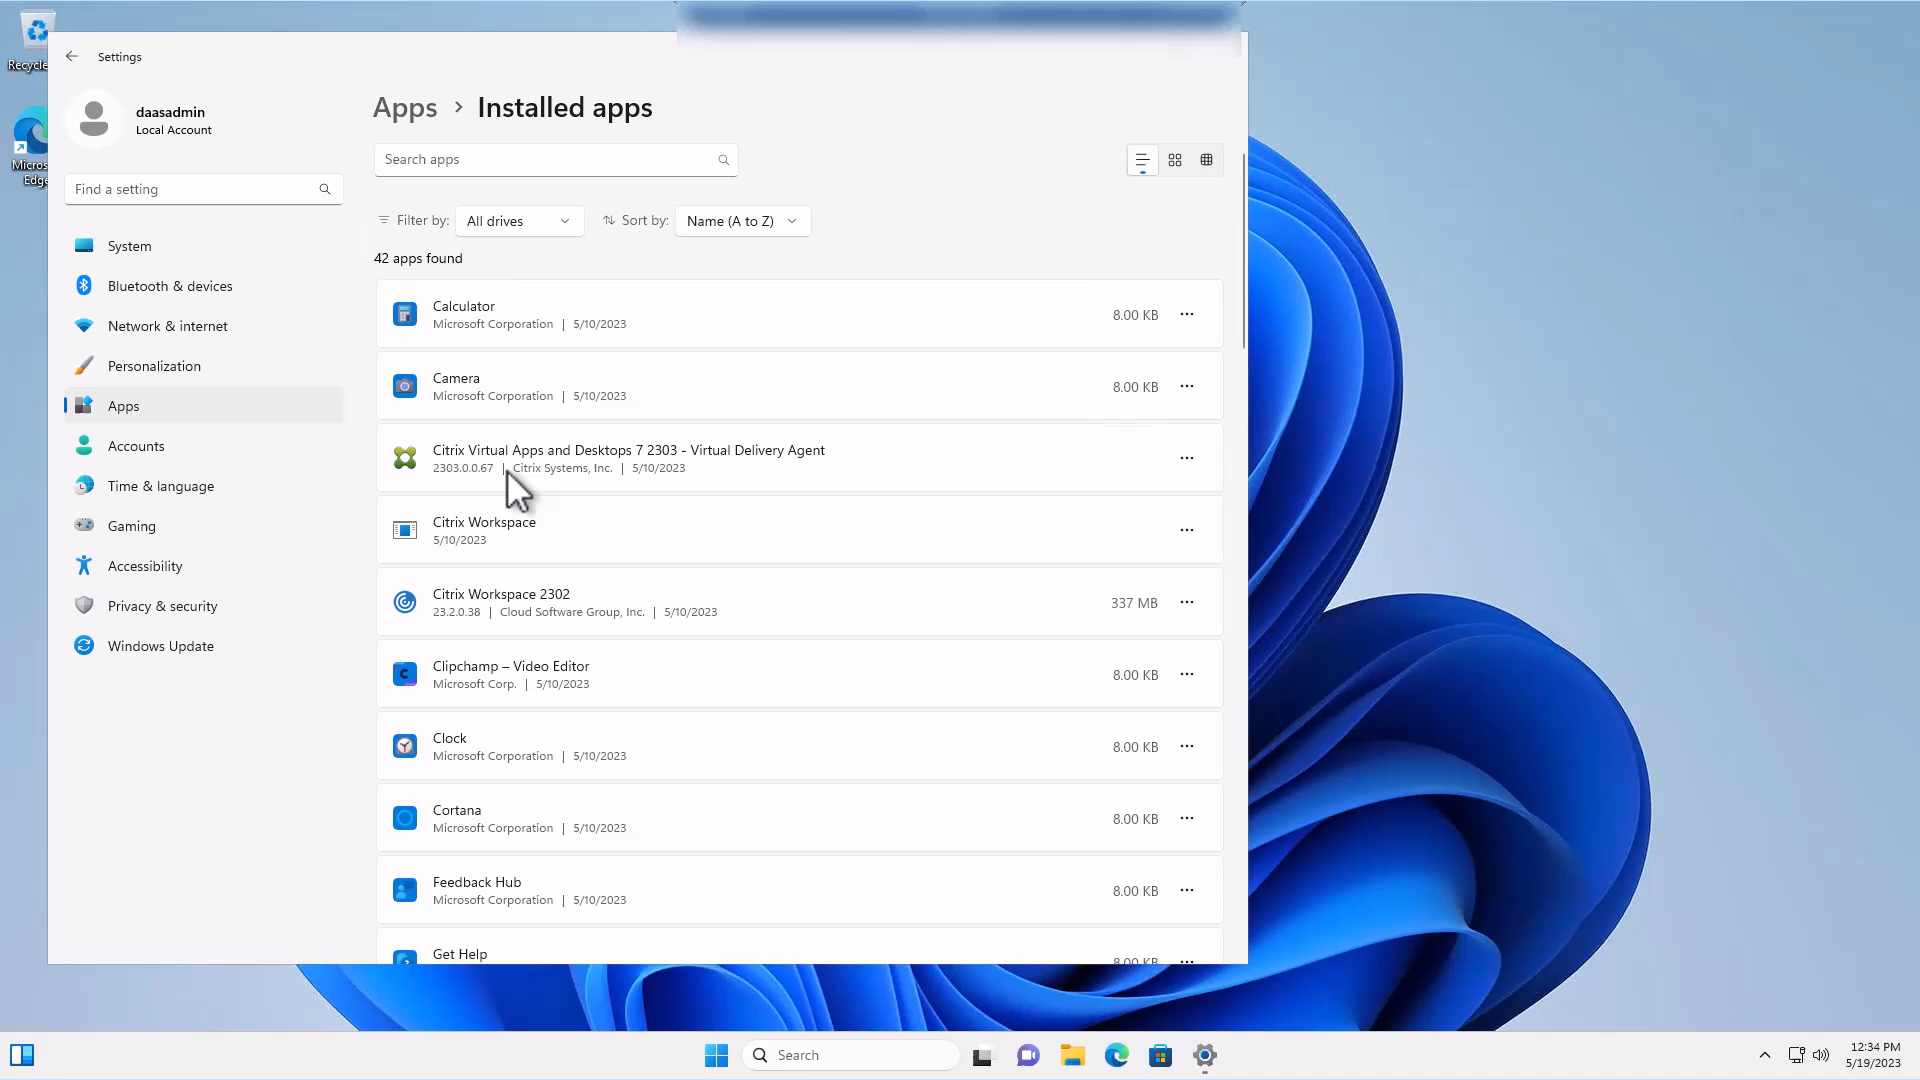 Recycle
Micros
Edge
Settings
daasadmin
Local Account
Find a setting
System
Bluetooth & devices
Network & internet
Personalization
Apps
Accounts
Time & language
Gaming
Accessibility
Privacy & security
Windows Update
Apps > Installed apps
Search apps
Filter by: All drives Sort by: Name (A to Z)
42 apps found
Calculator
Microsoft Corporation | 5/10/2023
8.00 KB
Camera
Microsoft Corporation | 5/10/2023
8.00 KB
Citrix Virtual Apps and Desktops 7 2303 - Virtual Delivery Agent
2303.0.0.67 | Citrix Systems, Inc. | 5/10/2023
Citrix Workspace
5/10/2023
Citrix Workspace 2302
23.2.0.38 | Cloud Software Group, Inc. | 5/10/2023
337 MB
Clipchamp – Video Editor
Microsoft Corp. | 5/10/2023
8.00 KB
Clock
Microsoft Corporation | 5/10/2023
8.00 KB
Cortana
Microsoft Corporation | 5/10/2023
8.00 KB
Feedback Hub
Microsoft Corporation | 5/10/2023
8.00 KB
Get Help
8.00 KB
Search
12:34 PM
5/19/2023